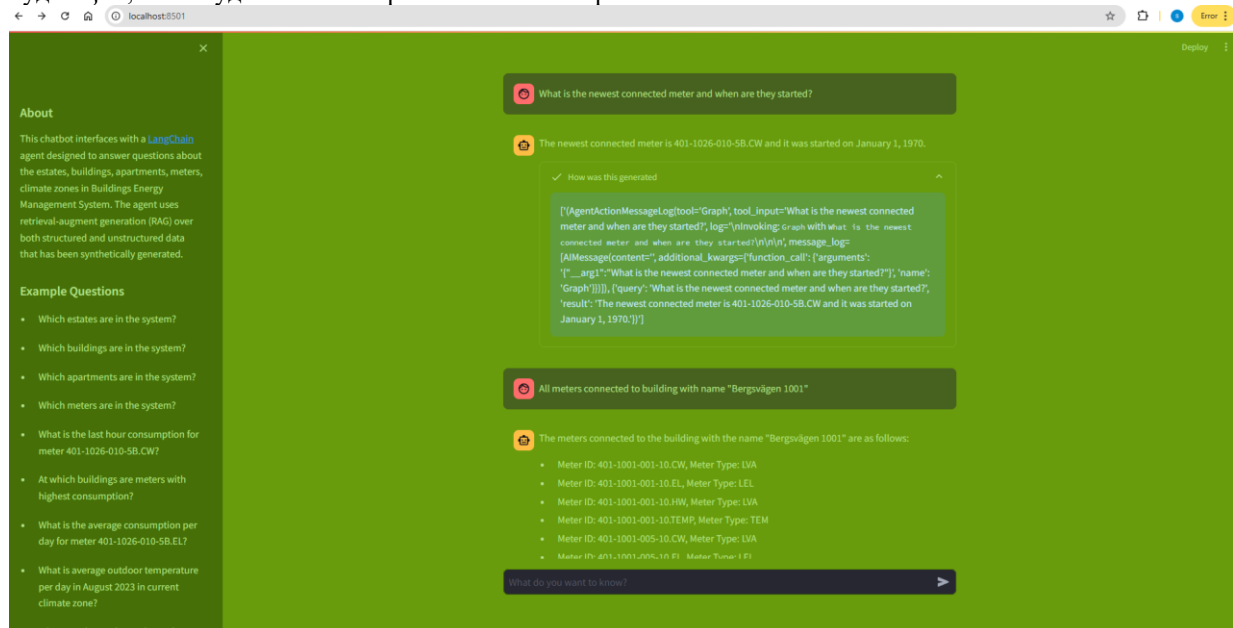 localhost:8501
Error
Deploy
About
This chatbot interfaces with a LangChain
agent designed to answer questions about
the estates, buildings, apartments, meters,
climate zones in Buildings Energy
Management System. The agent uses
retrieval-augment generation (RAG) over
both structured and unstructured data
that has been synthetically generated.
Example Questions
• Which estates are in the system?
• Which buildings are in the system?
• Which apartments are in the system?
• Which meters are in the system?
• What is the last hour consumption for
meter 401-1026-010-5B.CW?
• At which buildings are meters with
highest consumption?
• What is the average consumption per
day for meter 401-1026-010-5B.EL?
• What is average outdoor temperature
per day in August 2023 in current
climate zone?
What is the newest connected meter and when are they started?
The newest connected meter is 401-1026-010-5B.CW and it was started on January 1, 1970.
How was this generated
['(AgentActionMessageLog(tool='Graph', tool_input='What is the newest connected
meter and when are they started?', log='\nInvoking: Graph with What is the newest
connected meter and when are they started?\n\n\n', message_log=
[AIMessage(content='', additional_kwargs={'function_call': {'arguments':
'{"__arg1":"What is the newest connected meter and when are they started?"}', 'name':
'Graph'}})]), {'query': 'What is the newest connected meter and when are they started?',
'result': 'The newest connected meter is 401-1026-010-5B.CW and it was started on
January 1, 1970.'})']
All meters connected to building with name "Bergsvägen 1001"
The meters connected to the building with the name "Bergsvägen 1001" are as follows:
• Meter ID: 401-1001-001-10.CW, Meter Type: LVA
• Meter ID: 401-1001-001-10.EL, Meter Type: LEL
• Meter ID: 401-1001-001-10.HW, Meter Type: LVA
• Meter ID: 401-1001-001-10.TEMP, Meter Type: TEM
• Meter ID: 401-1001-005-10.CW, Meter Type: LVA
• Meter ID: 401-1001-005-10.EL, Meter Type: LEL
What do you want to know?